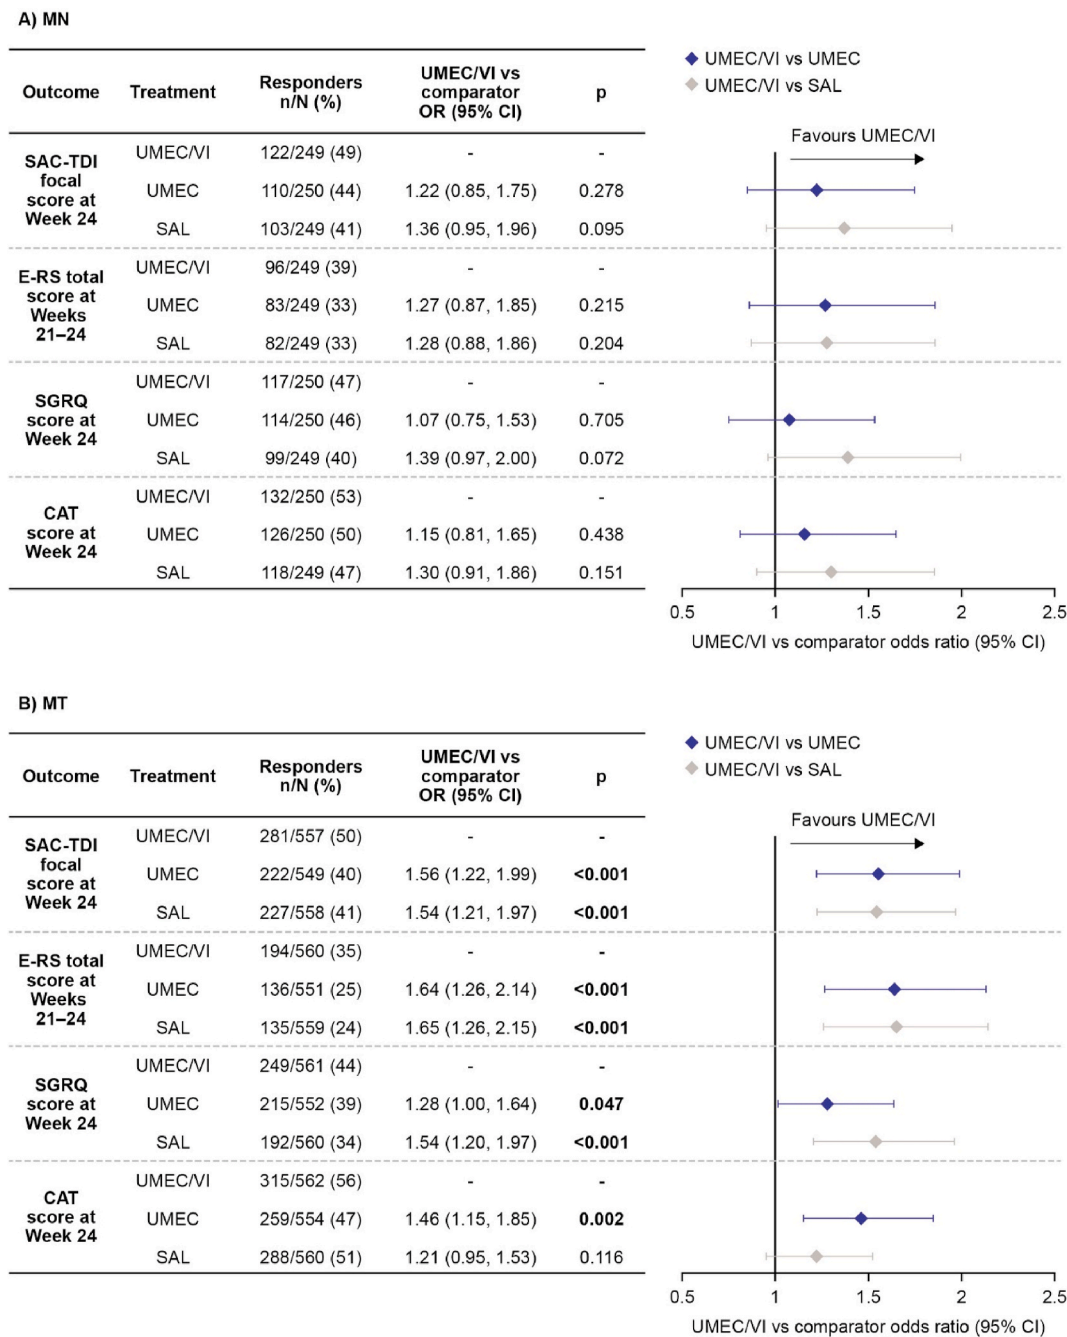 A) MN
Outcome
Treatment
Responders
n/N (%)
UMEC/VI vs
comparator
OR (95% CI)
p
SAC-TDI
focal
score at
Week 24
UMEC/VI 122/249 (49) - -
UMEC 110/250 (44) 1.22 (0.85, 1.75) 0.278
SAL 103/249 (41) 1.36 (0.95, 1.96) 0.095
E-RS total
score at
Weeks
21–24
UMEC/VI 96/249 (39) - -
UMEC 83/249 (33) 1.27 (0.87, 1.85) 0.215
SAL 82/249 (33) 1.28 (0.88, 1.86) 0.204
SGRQ
score at
Week 24
UMEC/VI 117/250 (47) - -
UMEC 114/250 (46) 1.07 (0.75, 1.53) 0.705
SAL 99/249 (40) 1.39 (0.97, 2.00) 0.072
CAT
score at
Week 24
UMEC/VI 132/250 (53) - -
UMEC 126/250 (50) 1.15 (0.81, 1.65) 0.438
SAL 118/249 (47) 1.30 (0.91, 1.86) 0.151
UMEC/VI vs UMEC
UMEC/VI vs SAL
Favours UMEC/VI
0.5 1 1.5 2 2.5
UMEC/VI vs comparator odds ratio (95% CI)
B) MT
Outcome
Treatment
Responders
n/N (%)
UMEC/VI vs
comparator
OR (95% CI)
p
SAC-TDI
focal
score at
Week 24
UMEC/VI 281/557 (50) - -
UMEC 222/549 (40) 1.56 (1.22, 1.99) <0.001
SAL 227/558 (41) 1.54 (1.21, 1.97) <0.001
E-RS total
score at
Weeks
21–24
UMEC/VI 194/560 (35) - -
UMEC 136/551 (25) 1.64 (1.26, 2.14) <0.001
SAL 135/559 (24) 1.65 (1.26, 2.15) <0.001
SGRQ
score at
Week 24
UMEC/VI 249/561 (44) - -
UMEC 215/552 (39) 1.28 (1.00, 1.64) 0.047
SAL 192/560 (34) 1.54 (1.20, 1.97) <0.001
CAT
score at
Week 24
UMEC/VI 315/562 (56) - -
UMEC 259/554 (47) 1.46 (1.15, 1.85) 0.002
SAL 288/560 (51) 1.21 (0.95, 1.53) 0.116
UMEC/VI vs UMEC
UMEC/VI vs SAL
Favours UMEC/VI
0.5 1 1.5 2 2.5
UMEC/VI vs comparator odds ratio (95% CI)